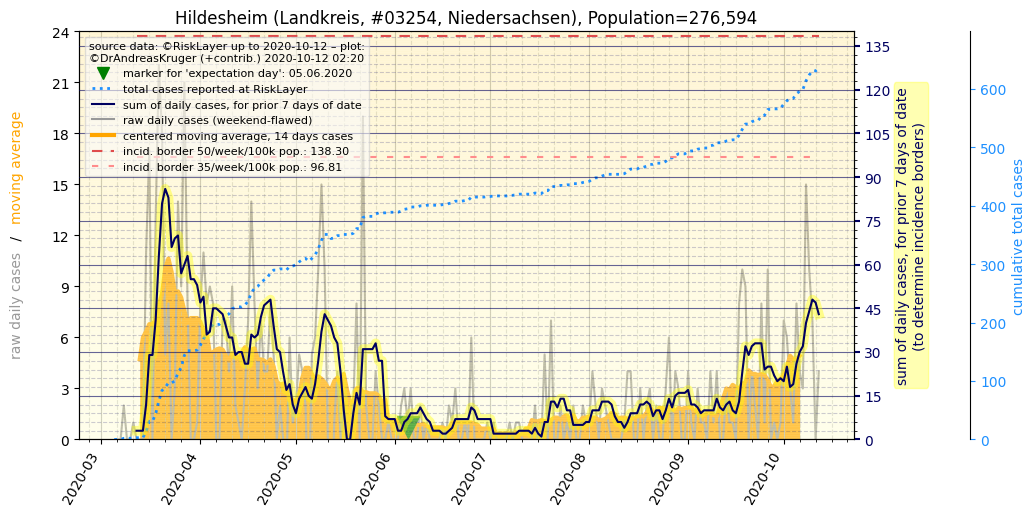 Hildesheim (Landkreis, #03254, Niedersachsen), Population=276,594
source data: ©RiskLayer up to 2020-10-12 – plot:
©DrAndreasKruger (+contrib.) 2020-10-12 02:20
marker for 'expectation day': 05.06.2020
total cases reported at RiskLayer
sum of daily cases, for prior 7 days of date
raw daily cases (weekend-flawed)
centered moving average, 14 days cases
incid. border 50/week/100k pop.: 138.30
incid. border 35/week/100k pop.: 96.81
raw daily cases / moving average
24
21
18
15
12
9
6
3
0
135
120
105
90
75
60
45
30
15
0
sum of daily cases, for prior 7 days of date
(to determine incidence borders)
600
500
400
300
200
100
0
cumulative total cases
2020-03
2020-04
2020-05
2020-06
2020-07
2020-08
2020-09
2020-10